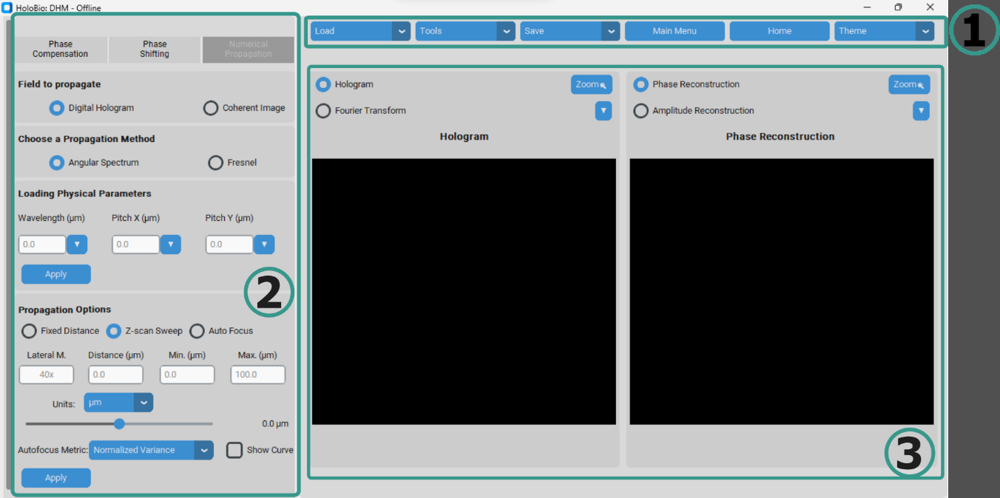 HoloBio: DHM - Offline
Load Tools Save Main Menu Home Theme
1
Phase Compensation
Phase Shifting
Numerical Propagation
Field to propagate
Digital Hologram Coherent Image
Choose a Propagation Method
Angular Spectrum Fresnel
Loading Physical Parameters
Wavelength (µm) Pitch X (µm) Pitch Y (µm)
0.0 0.0 0.0
Apply
2
Propagation Options
Fixed Distance Z-scan Sweep Auto Focus
Lateral M. Distance (µm) Min. (µm) Max. (µm)
40x 0.0 0.0 100.0
Units: µm
0.0 µm
Autofocus Metric: Normalized Variance Show Curve
Apply
Hologram Zoom
Fourier Transform
Hologram
Phase Reconstruction Zoom
Amplitude Reconstruction
Phase Reconstruction
3